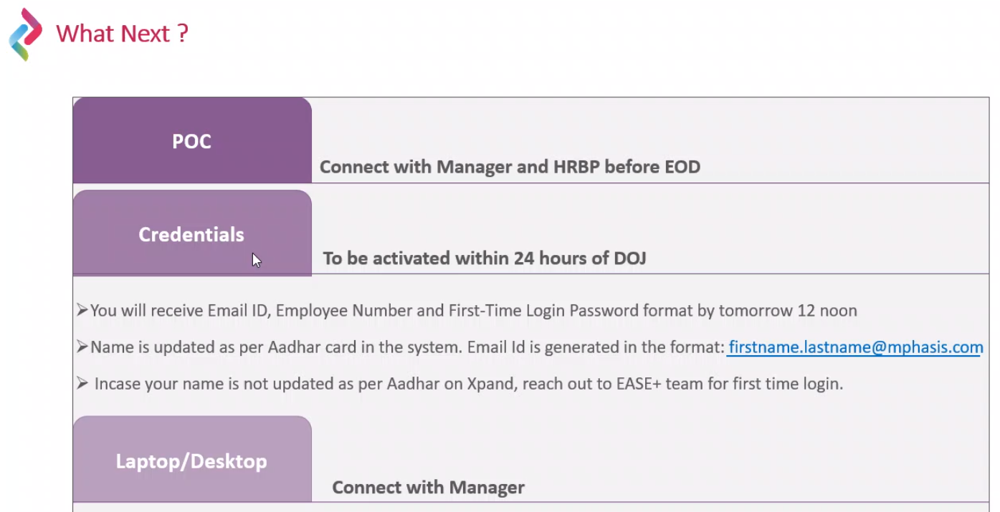 What Next ?
POC
Connect with Manager and HRBP before EOD
Credentials
To be activated within 24 hours of DOJ
➢You will receive Email ID, Employee Number and First-Time Login Password format by tomorrow 12 noon
➢Name is updated as per Aadhar card in the system. Email Id is generated in the format: firstname.lastname@mphasis.com
➢ Incase your name is not updated as per Aadhar on Xpand, reach out to EASE+ team for first time login.
Laptop/Desktop
Connect with Manager